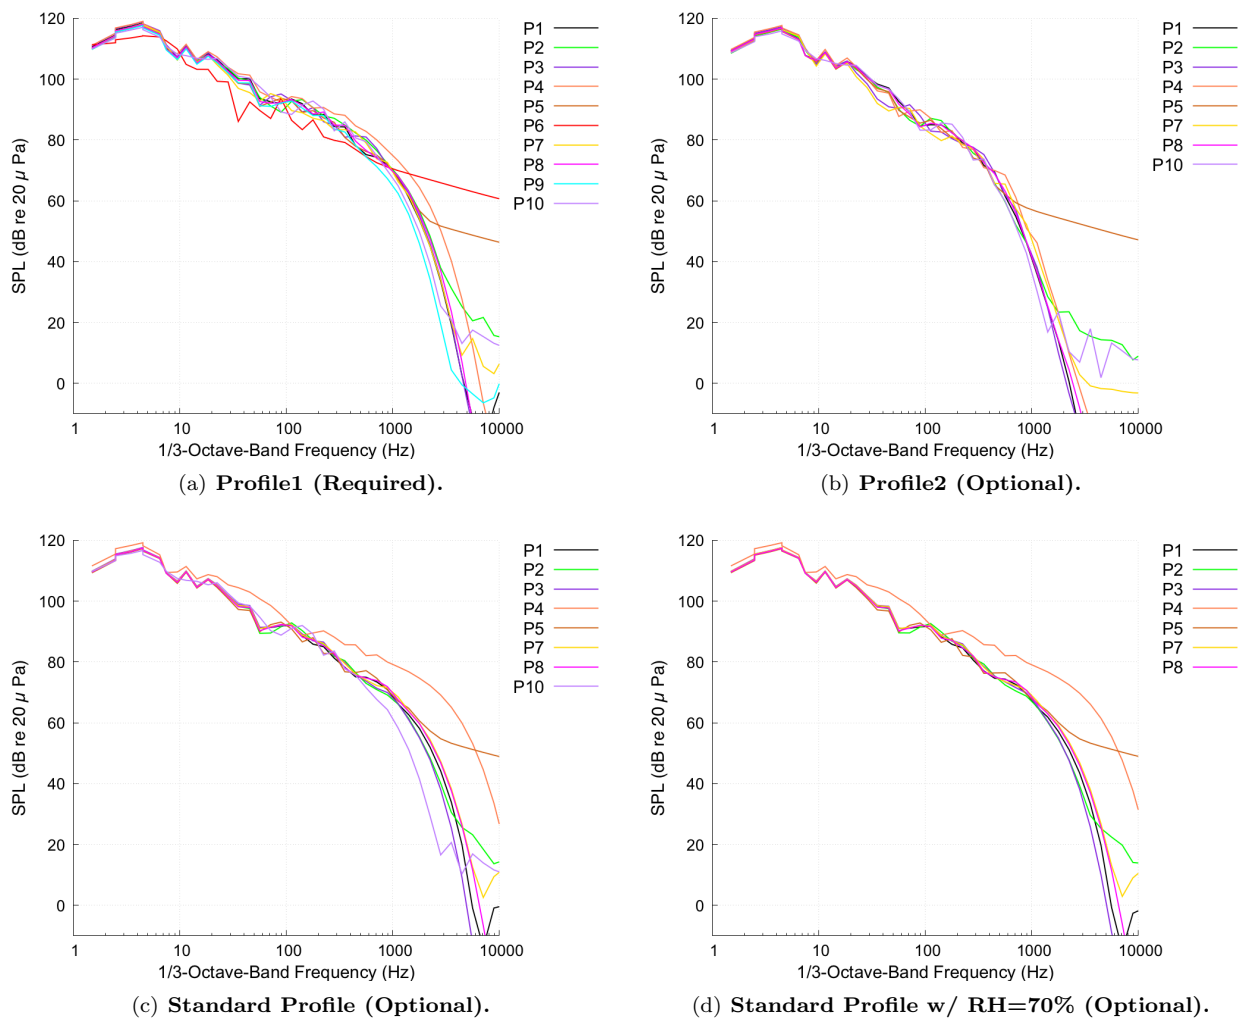 120
100
80
60
40
20
0
SPL (dB re 20 µ Pa)
1
10
100
1000
10000
1/3-Octave-Band Frequency (Hz)
P1
P2
P3
P4
P5
P6
P7
P8
P9
P10
(a) Profile1 (Required).
120
100
80
60
40
20
0
SPL (dB re 20 µ Pa)
1
10
100
1000
10000
1/3-Octave-Band Frequency (Hz)
P1
P2
P3
P4
P5
P7
P8
P10
(b) Profile2 (Optional).
120
100
80
60
40
20
0
SPL (dB re 20 µ Pa)
1
10
100
1000
10000
1/3-Octave-Band Frequency (Hz)
P1
P2
P3
P4
P5
P7
P8
P10
(c) Standard Profile (Optional).
120
100
80
60
40
20
0
SPL (dB re 20 µ Pa)
1
10
100
1000
10000
1/3-Octave-Band Frequency (Hz)
P1
P2
P3
P4
P5
P7
P8
(d) Standard Profile w/ RH=70% (Optional).